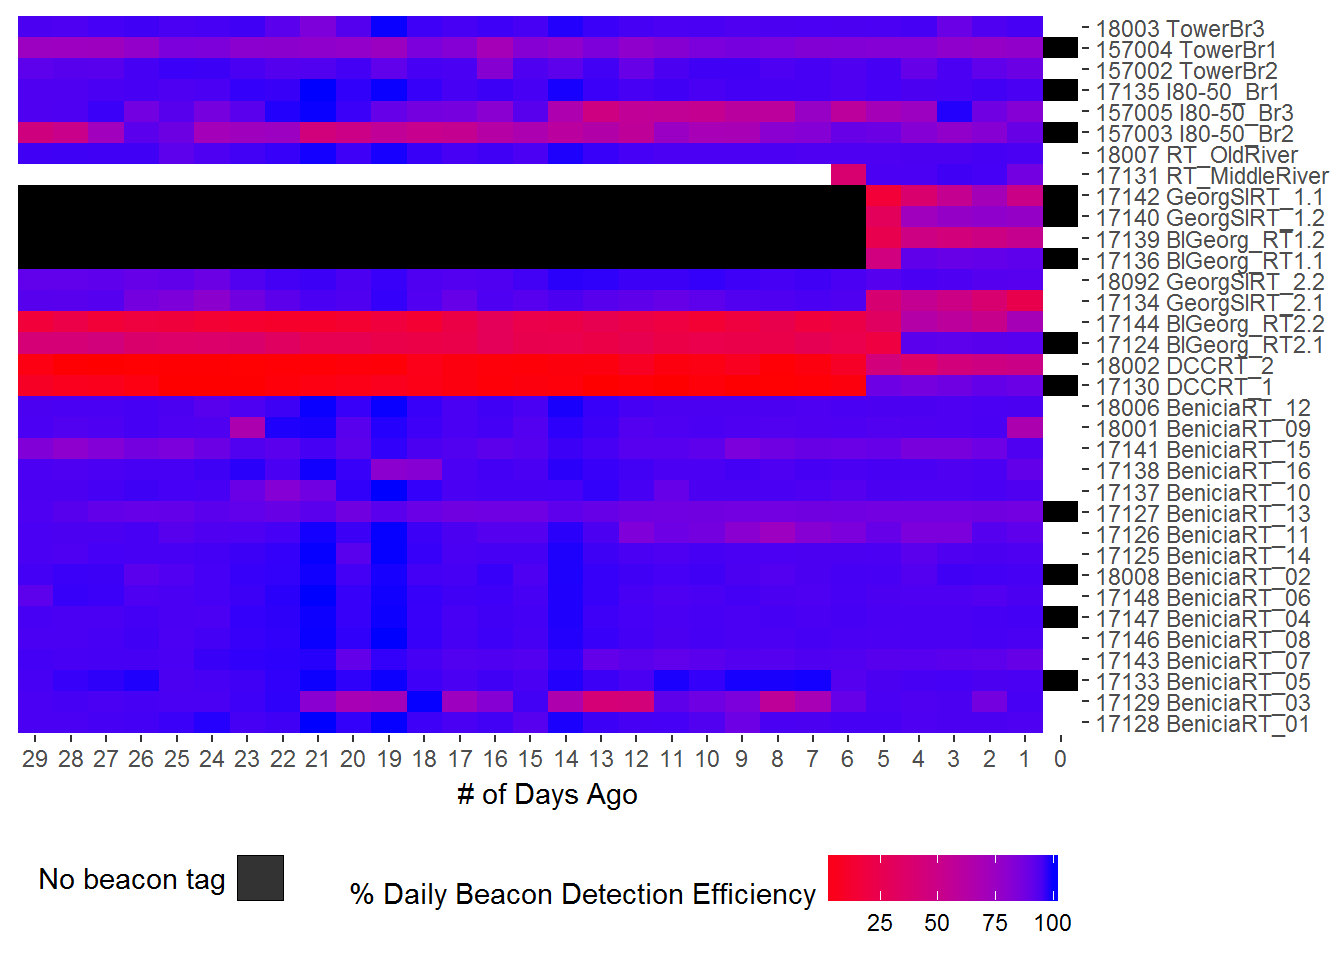 18003 TowerBr3
157004 TowerBr1
157002 TowerBr2
17135 I80-50_Br1
157005 I80-50_Br3
157003 I80-50_Br2
18007 RT_OldRiver
17131 RT_MiddleRiver
17142 GeorgSlRT_1.1
17140 GeorgSlRT_1.2
17139 BlGeorg_RT1.2
17136 BlGeorg_RT1.1
18092 GeorgSlRT_2.2
17134 GeorgSlRT_2.1
17144 BlGeorg_RT2.2
17124 BlGeorg_RT2.1
18002 DCCRT_2
17130 DCCRT_1
18006 BeniciaRT_12
18001 BeniciaRT_09
17141 BeniciaRT_15
17138 BeniciaRT_16
17137 BeniciaRT_10
17127 BeniciaRT_13
17126 BeniciaRT_11
17125 BeniciaRT_14
18008 BeniciaRT_02
17148 BeniciaRT_06
17147 BeniciaRT_04
17146 BeniciaRT_08
17143 BeniciaRT_07
17133 BeniciaRT_05
17129 BeniciaRT_03
17128 BeniciaRT_01
29 28 27 26 25 24 23 22 21 20 19 18 17 16 15 14 13 12 11 10 9 8 7 6 5 4 3 2 1 0
# of Days Ago
No beacon tag
% Daily Beacon Detection Efficiency
25 50 75 100